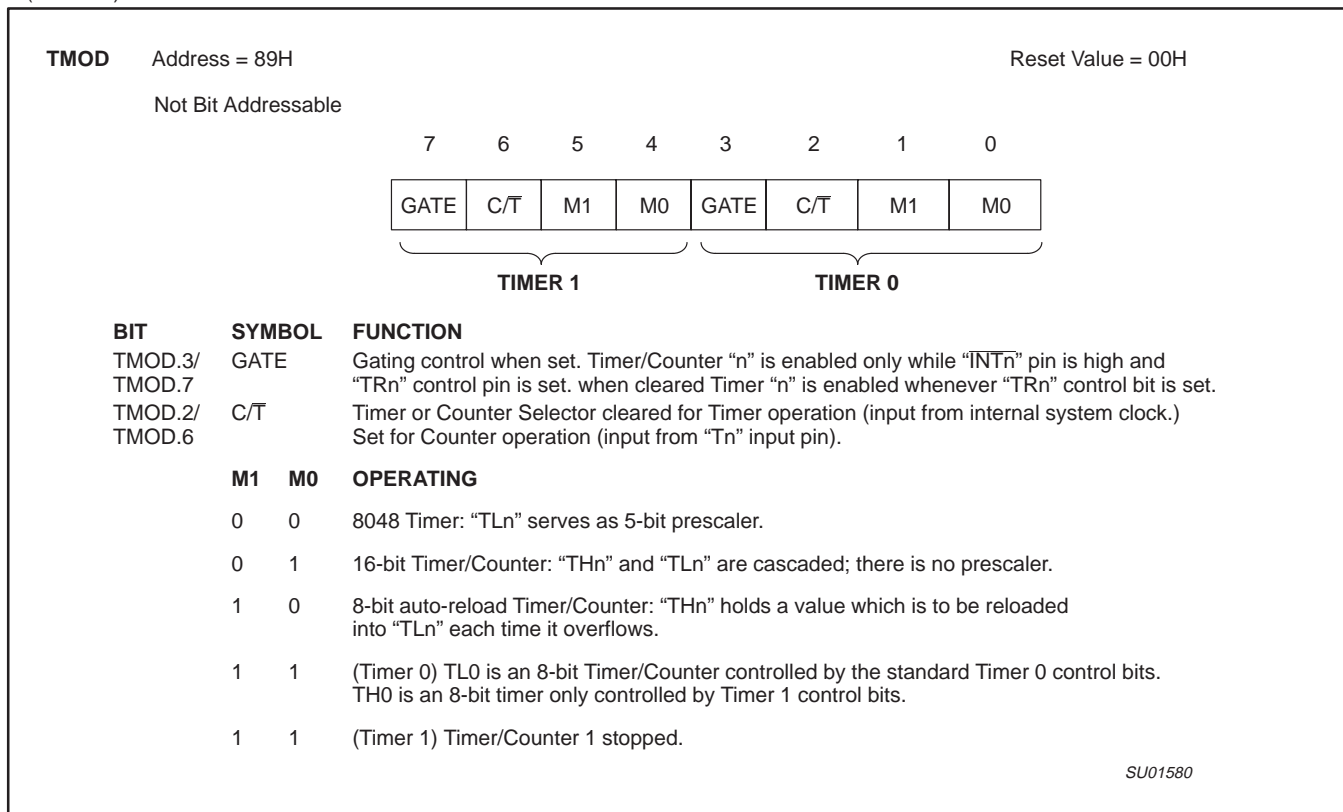 TMOD Address = 89H Reset Value = 00H
Not Bit Addressable
7 6 5 4 3 2 1 0
GATE C/T̅ M1 M0 GATE C/T̅ M1 M0
TIMER 1 TIMER 0
BIT SYMBOL FUNCTION
TMOD.3/ GATE Gating control when set. Timer/Counter “n” is enabled only while “I̅N̅T̅n̅” pin is high and
TMOD.7 “TRn” control pin is set. when cleared Timer “n” is enabled whenever “TRn” control bit is set.
TMOD.2/ C/T̅ Timer or Counter Selector cleared for Timer operation (input from internal system clock.)
TMOD.6 Set for Counter operation (input from “Tn” input pin).
M1 M0 OPERATING
0 0 8048 Timer: “TLn” serves as 5-bit prescaler.
0 1 16-bit Timer/Counter: “THn” and “TLn” are cascaded; there is no prescaler.
1 0 8-bit auto-reload Timer/Counter: “THn” holds a value which is to be reloaded
into “TLn” each time it overflows.
1 1 (Timer 0) TL0 is an 8-bit Timer/Counter controlled by the standard Timer 0 control bits.
TH0 is an 8-bit timer only controlled by Timer 1 control bits.
1 1 (Timer 1) Timer/Counter 1 stopped.
SU01580